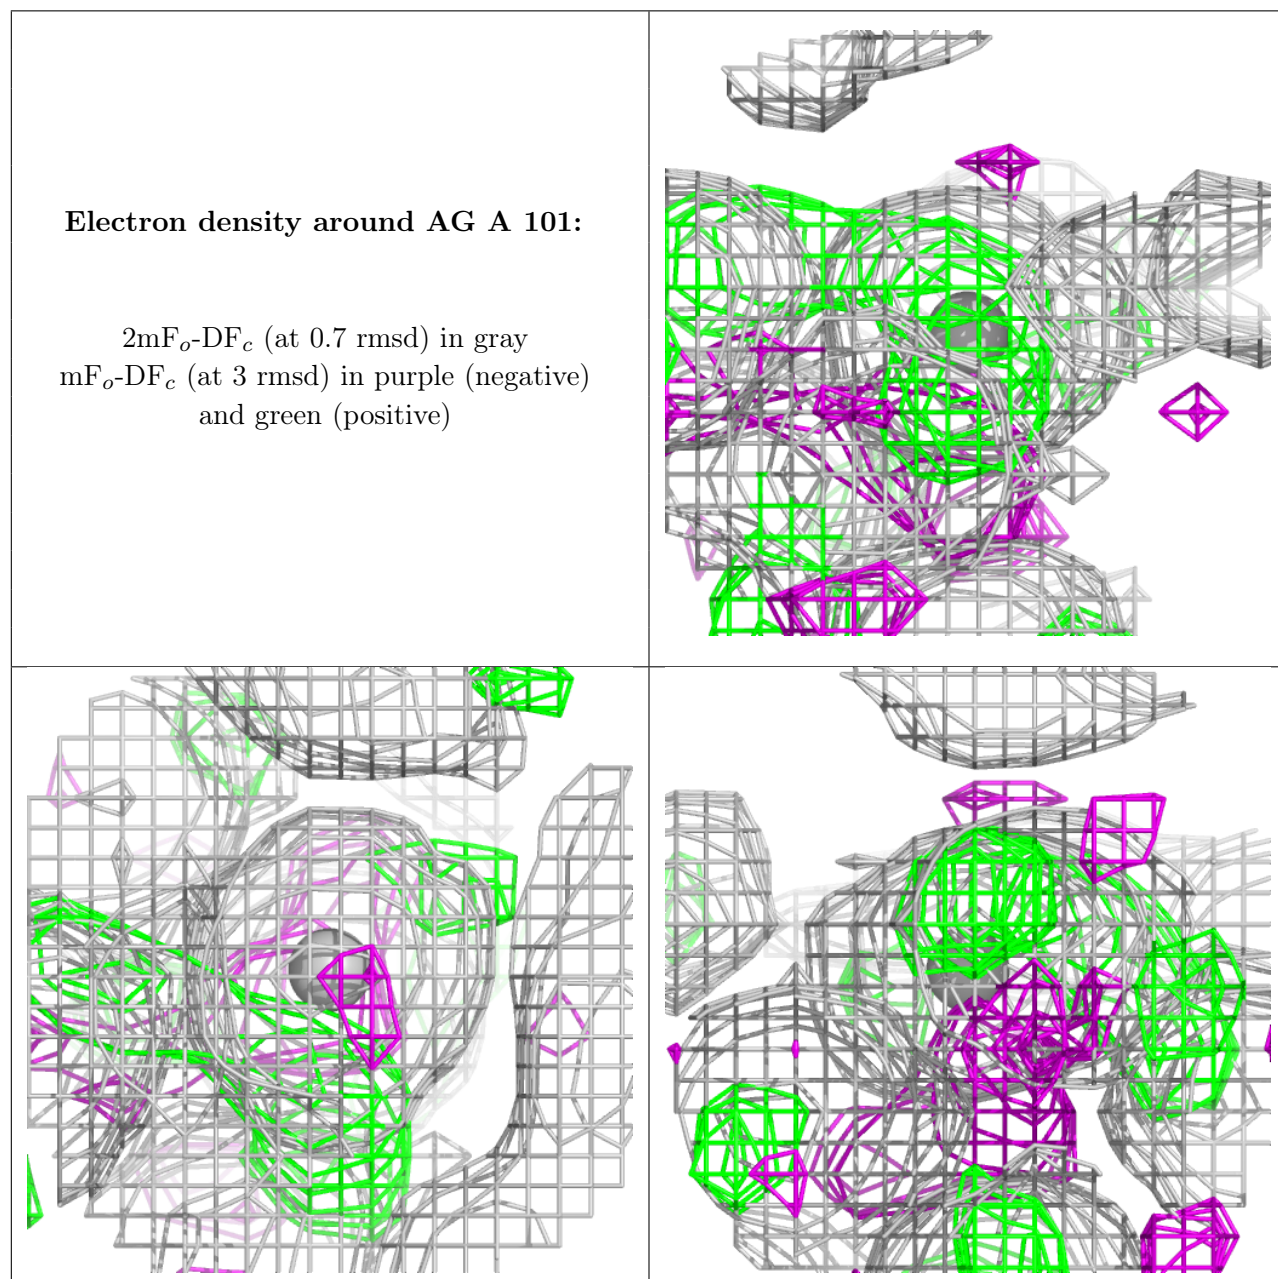 Electron density around AG A 101:
2mFo-DFc (at 0.7 rmsd) in gray
mFo-DFc (at 3 rmsd) in purple (negative)
and green (positive)